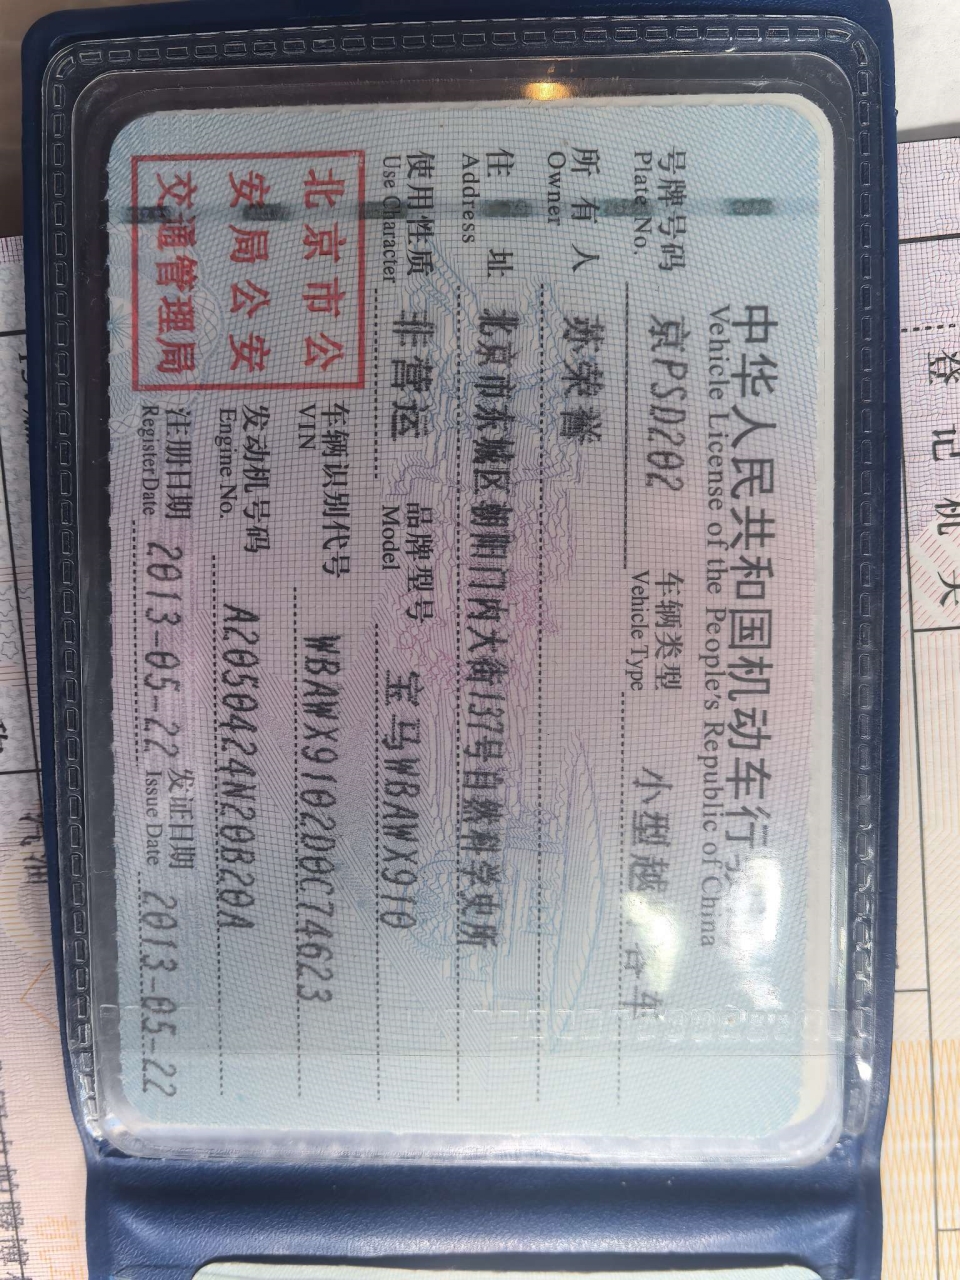 中华人民共和国机动车行
Vehicle License of the People's Republic of China
号牌号码 京PSD202 车辆类型 小型越 客车
Plate No. Vehicle Type
所有人 苏荣誉
Owner
住址 北京市东城区朝阳门内大街137号自然科学史所
Address
使用性质 非营运 品牌型号 宝马WBAWX910
Use Character Model
北京市公
安局公安
交通管理局
车辆识别代号 WBAWX9102D0C74623
VIN
发动机号码 A2050424N20B20A
Engine No.
注册日期 2013-05-22 发证日期 2013-05-22
Register Date Issue Date
登记机关